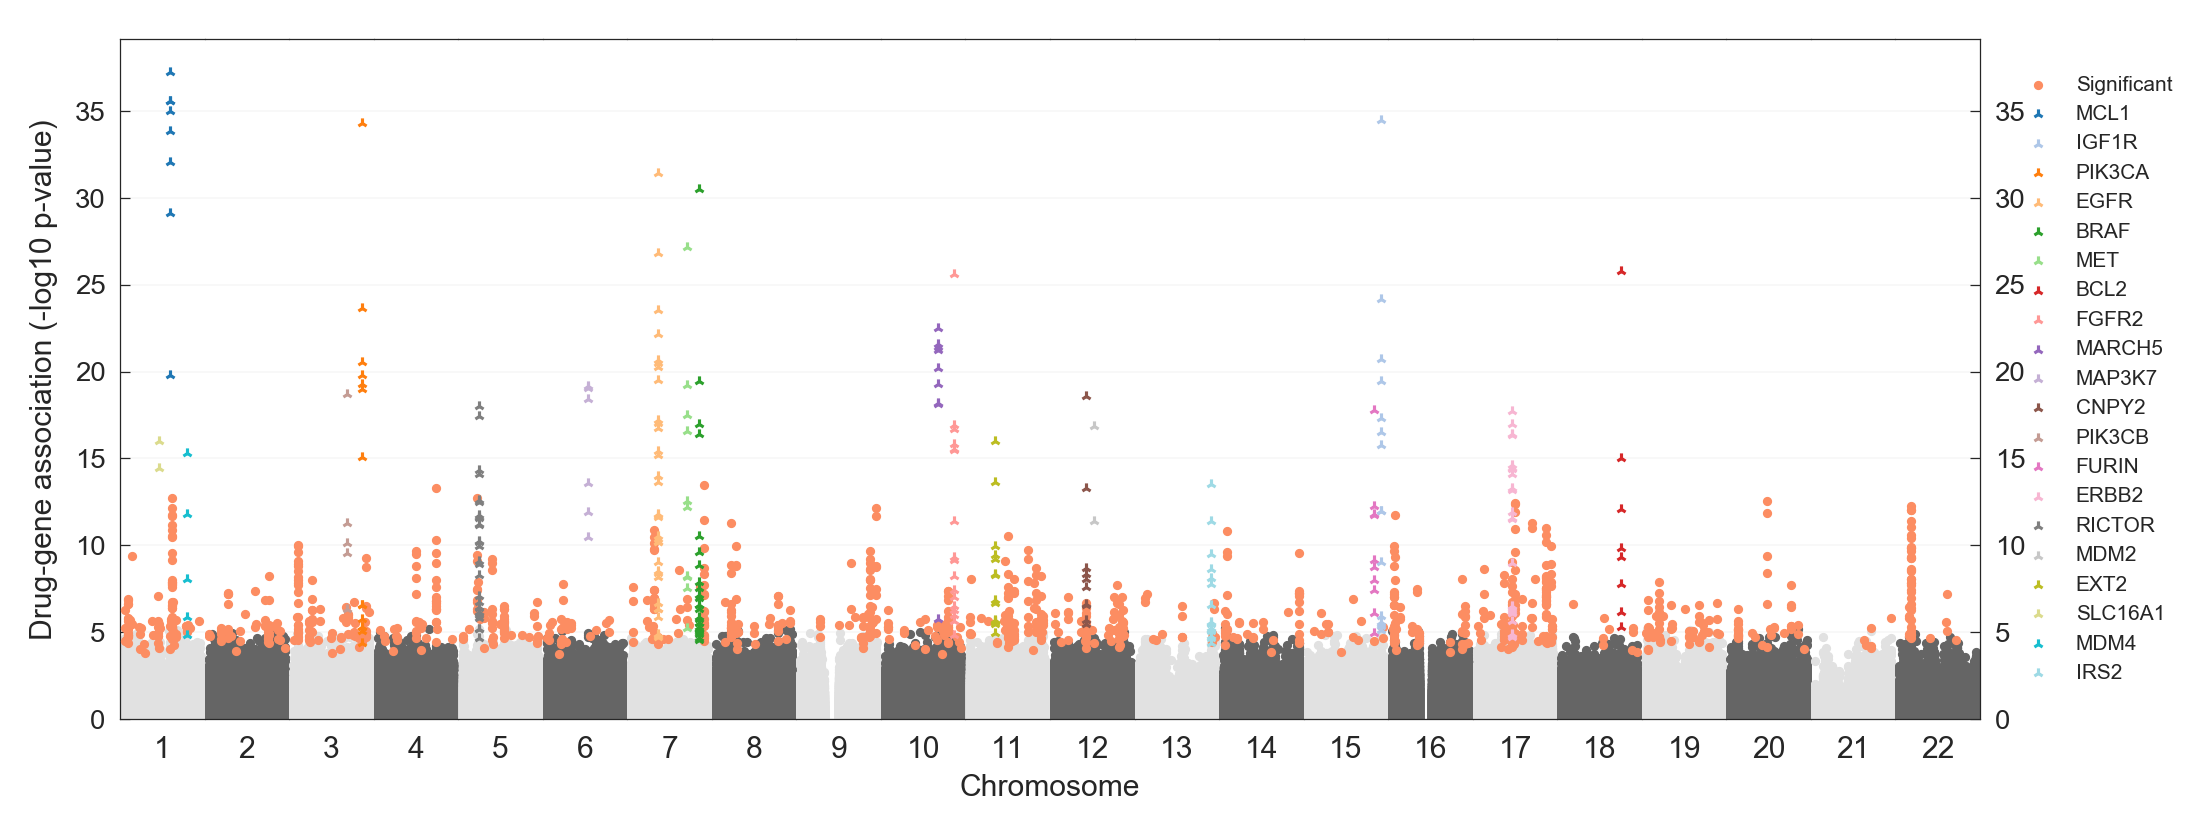 Drug-gene association (-log10 p-value)
35
30
25
20
15
10
5
0
35
30
25
20
15
10
5
0
1 2 3 4 5 6 7 8 9 10 11 12 13 14 15 16 17 18 19 20 21 22
Chromosome
Significant
MCL1
IGF1R
PIK3CA
EGFR
BRAF
MET
BCL2
FGFR2
MARCH5
MAP3K7
CNPY2
PIK3CB
FURIN
ERBB2
RICTOR
MDM2
EXT2
SLC16A1
MDM4
IRS2